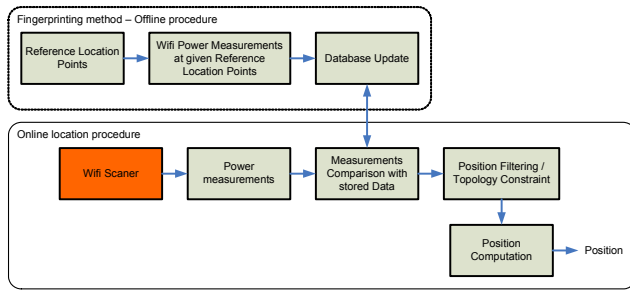 Fingerprinting method – Offline procedure
Reference Location
Points
Wifi Power Measurements
at given Reference
Location Points
Database Update
Online location procedure
Wifi Scaner
Power
measurements
Measurements
Comparison with
stored Data
Position Filtering /
Topology Constraint
Position
Computation
Position